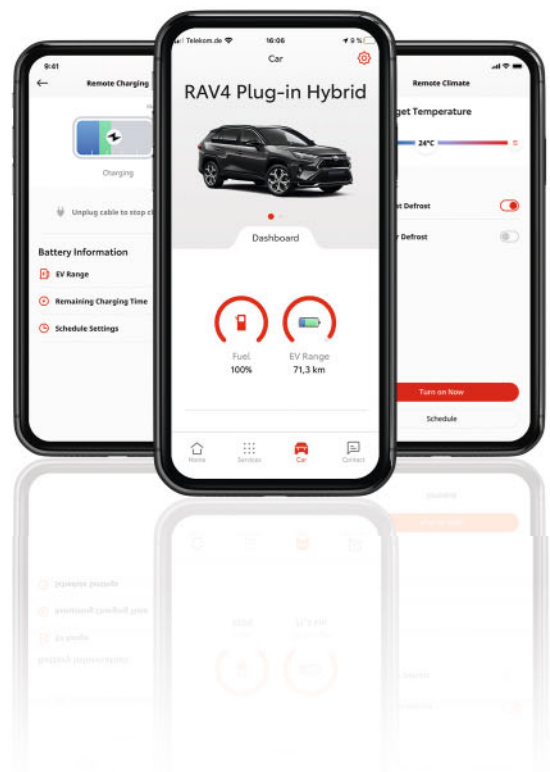 9:41
Remote Charging
Charging
Unplug cable to stop
Battery Information
EV Range
Remaining Charging Time
Schedule Settings
Telekom.de
16:06
9 %
Car
RAV4 Plug-in Hybrid
Dashboard
Fuel
100%
EV Range
71,3 km
Home
Services
Car
Contact
Remote Climate
Temperature
24°C
Defrost
Defrost
Turn on Now
Schedule